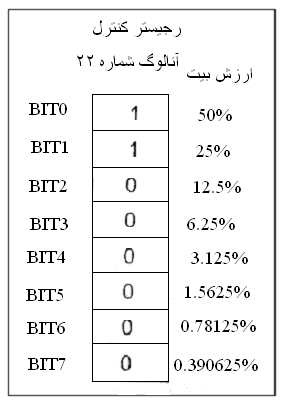 رجیستر کنترل
آنالوگ شماره ۲۲
ارزش بیت
BIT0 1 50%
BIT1 1 25%
BIT2 0 12.5%
BIT3 0 6.25%
BIT4 0 3.125%
BIT5 0 1.5625%
BIT6 0 0.78125%
BIT7 0 0.390625%